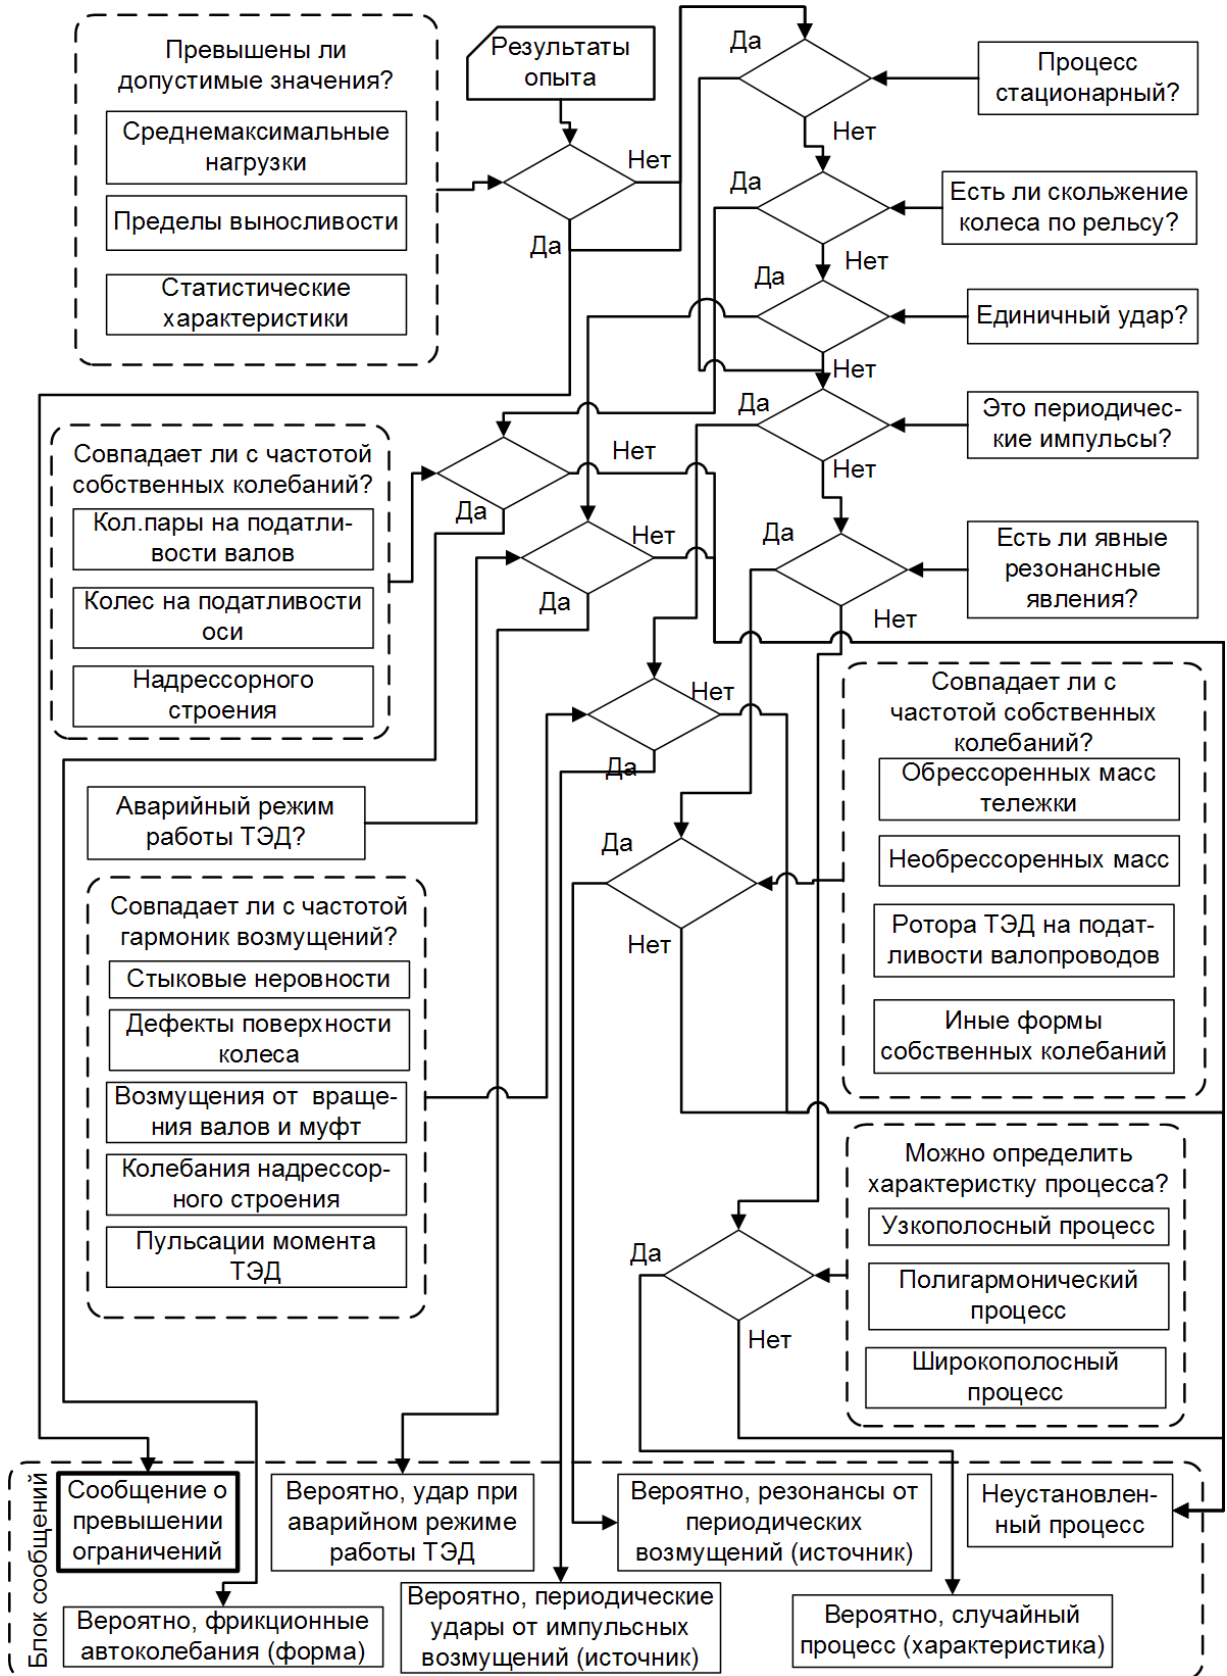 Превышены ли
допустимые значения?
Среднемаксимальные
нагрузки
Пределы выносливости
Статистические
характеристики
Результаты
опыта
Нет
Да
Да
Процесс
стационарный?
Нет
Да
Есть ли скольжение
колеса по рельсу?
Нет
Да
Единичный удар?
Нет
Да
Это периодичес-
кие импульсы?
Нет
Да
Есть ли явные
резонансные
явления?
Нет
Совпадает ли с частотой
собственных колебаний?
Кол.пары на податли-
вости валов
Колес на податливости
оси
Надрессорного
строения
Нет
Да
Нет
Да
Аварийный режим
работы ТЭД?
Нет
Да
Совпадает ли с
частотой собственных
колебаний?
Обрессоренных масс
тележки
Необрессоренных масс
Ротора ТЭД на подат-
ливости валопроводов
Иные формы
собственных колебаний
Да
Нет
Совпадает ли с частотой
гармоник возмущений?
Стыковые неровности
Дефекты поверхности
колеса
Возмущения от враще-
ния валов и муфт
Колебания надрессор-
ного строения
Пульсации момента
ТЭД
Можно определить
характеристку процесса?
Узкополосный процесс
Полигармонический
процесс
Широкополосный
процесс
Да
Нет
Блок сообщений
Сообщение о
превышении
ограничений
Вероятно, удар при
аварийном режиме
работы ТЭД
Вероятно, резонансы от
периодических
возмущений (источник)
Неустановлен-
ный процесс
Вероятно, фрикционные
автоколебания (форма)
Вероятно, периодические
удары от импульсных
возмущений (источник)
Вероятно, случайный
процесс (характеристика)